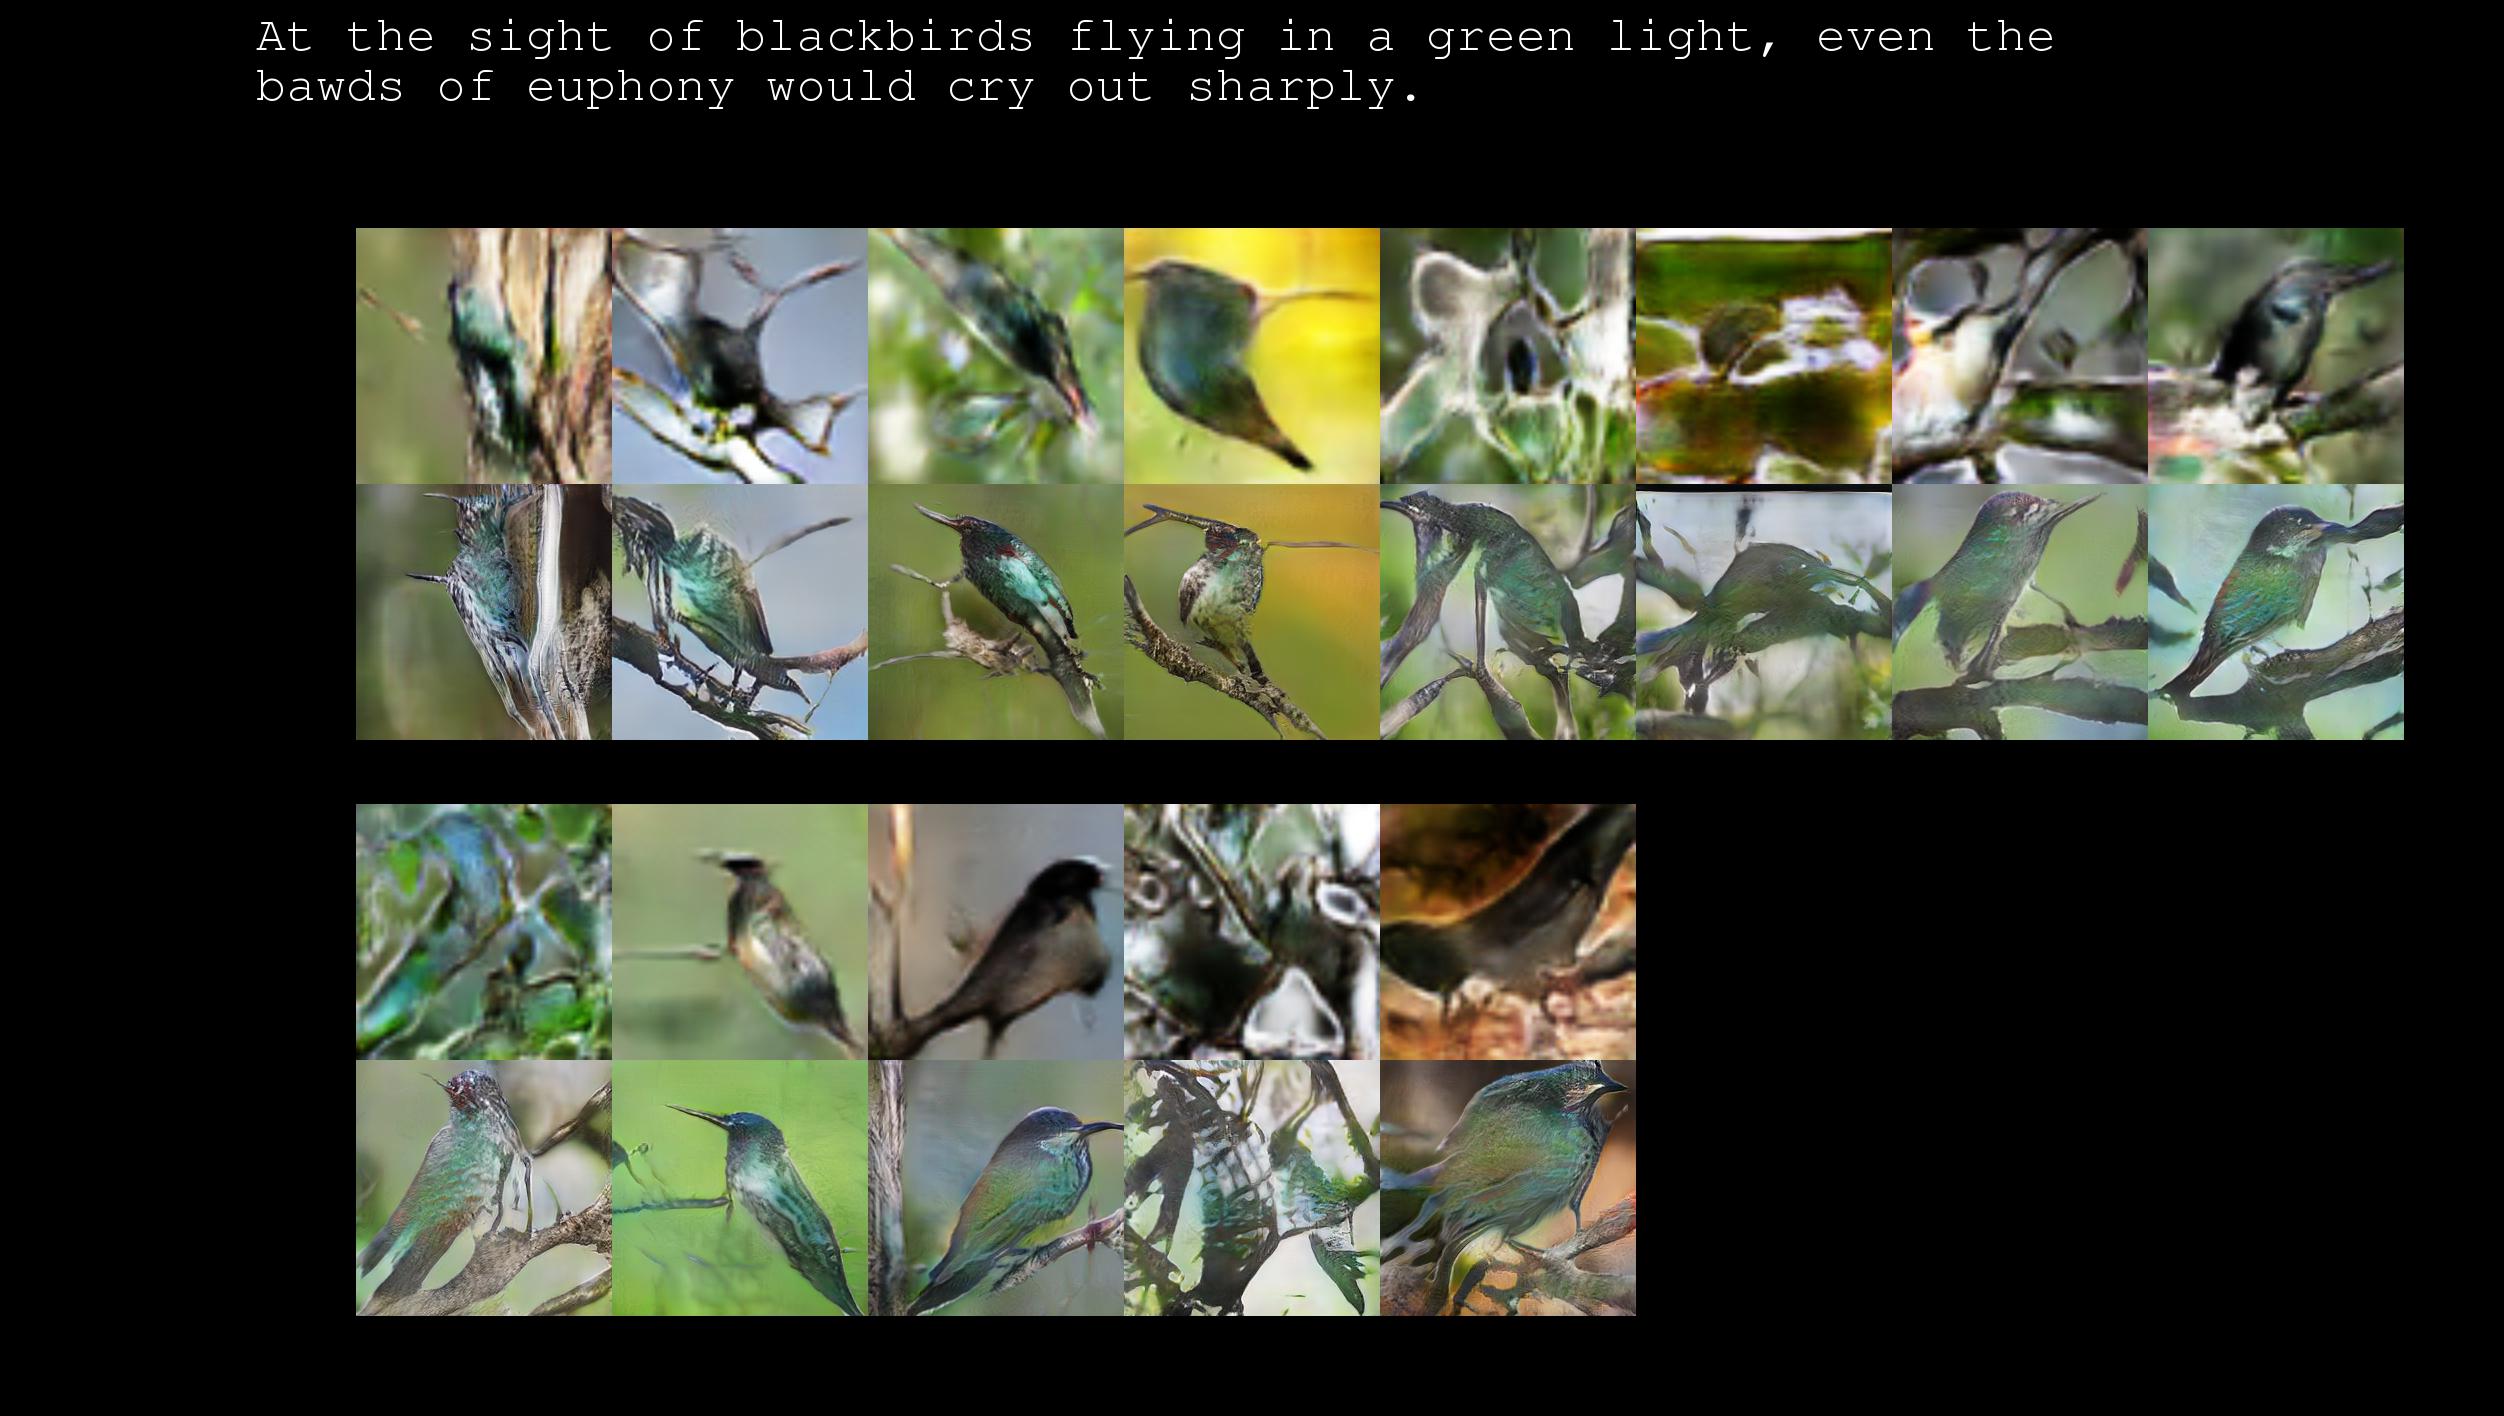 At the sight of blackbirds flying in a green light, even the
bawds of euphony would cry out sharply.